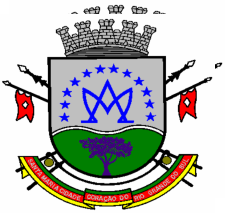 SANTA MARIA CIDADE CORAÇÃO DO RIO GRANDE DO SUL